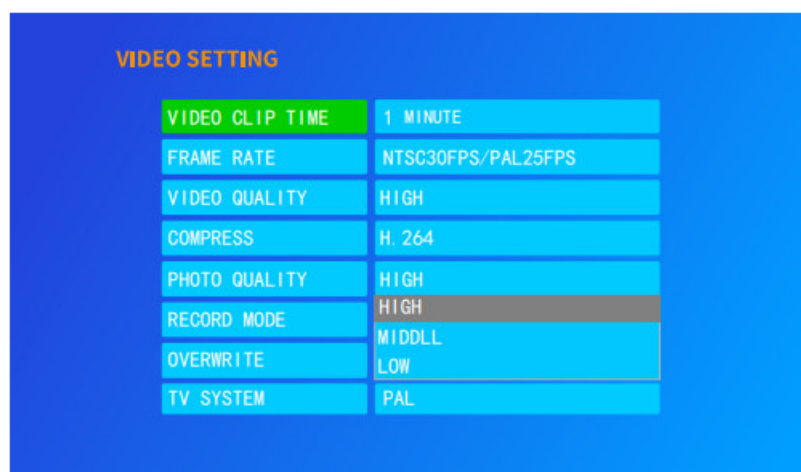 VIDEO SETTING
VIDEO CLIP TIME 1 MINUTE
FRAME RATE NTSC30FPS/PAL25FPS
VIDEO QUALITY HIGH
COMPRESS H. 264
PHOTO QUALITY HIGH
HIGH
RECORD MODE
MIDDLL
OVERWRITE LOW
TV SYSTEM PAL